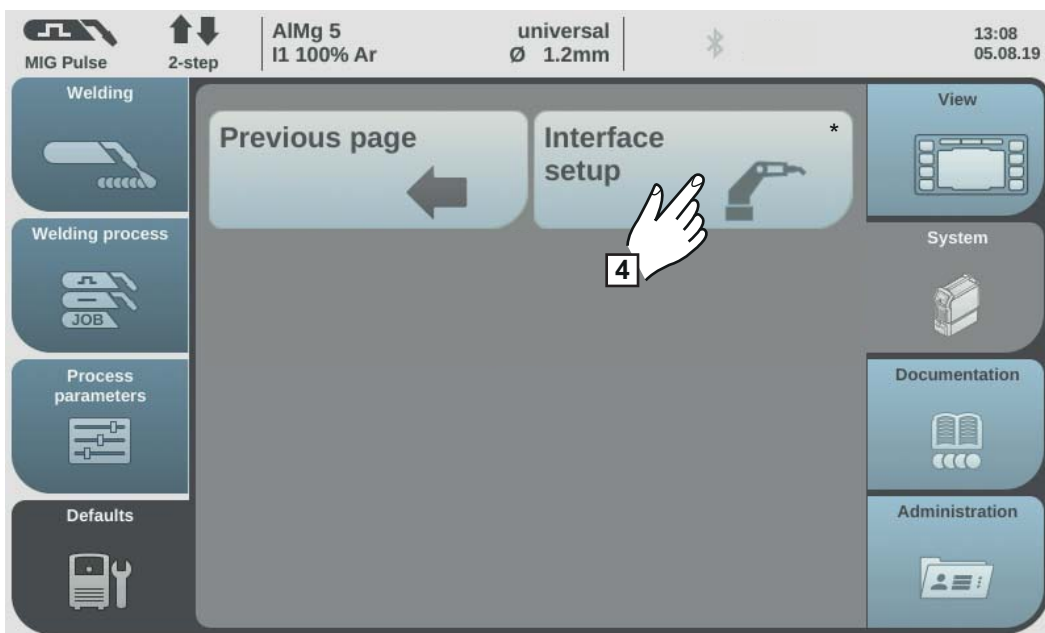 MIG Pulse
2-step
AlMg 5
I1 100% Ar
universal
Ø 1.2mm
13:08
05.08.19
Welding
Welding process
JOB
Process
parameters
Defaults
Previous page
Interface *
setup
4
View
System
Documentation
Administration